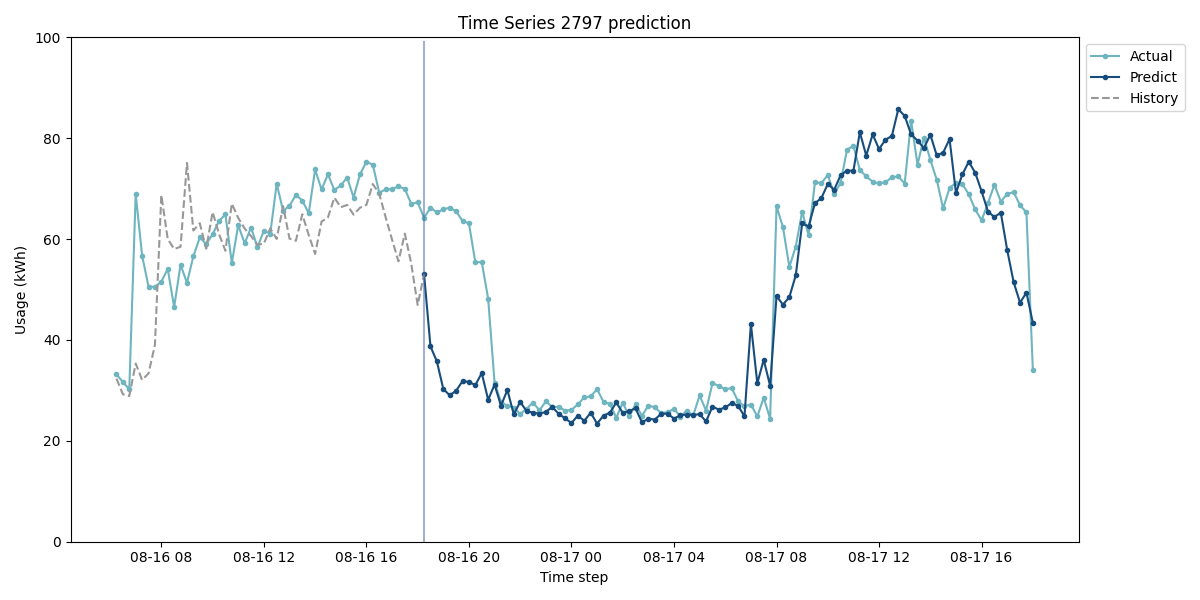 Time Series 2797 prediction
100
80
60
40
20
0
Usage (kWh)
08-16 08
08-16 12
08-16 16
08-16 20
08-17 00
08-17 04
08-17 08
08-17 12
08-17 16
Time step
Actual
Predict
History